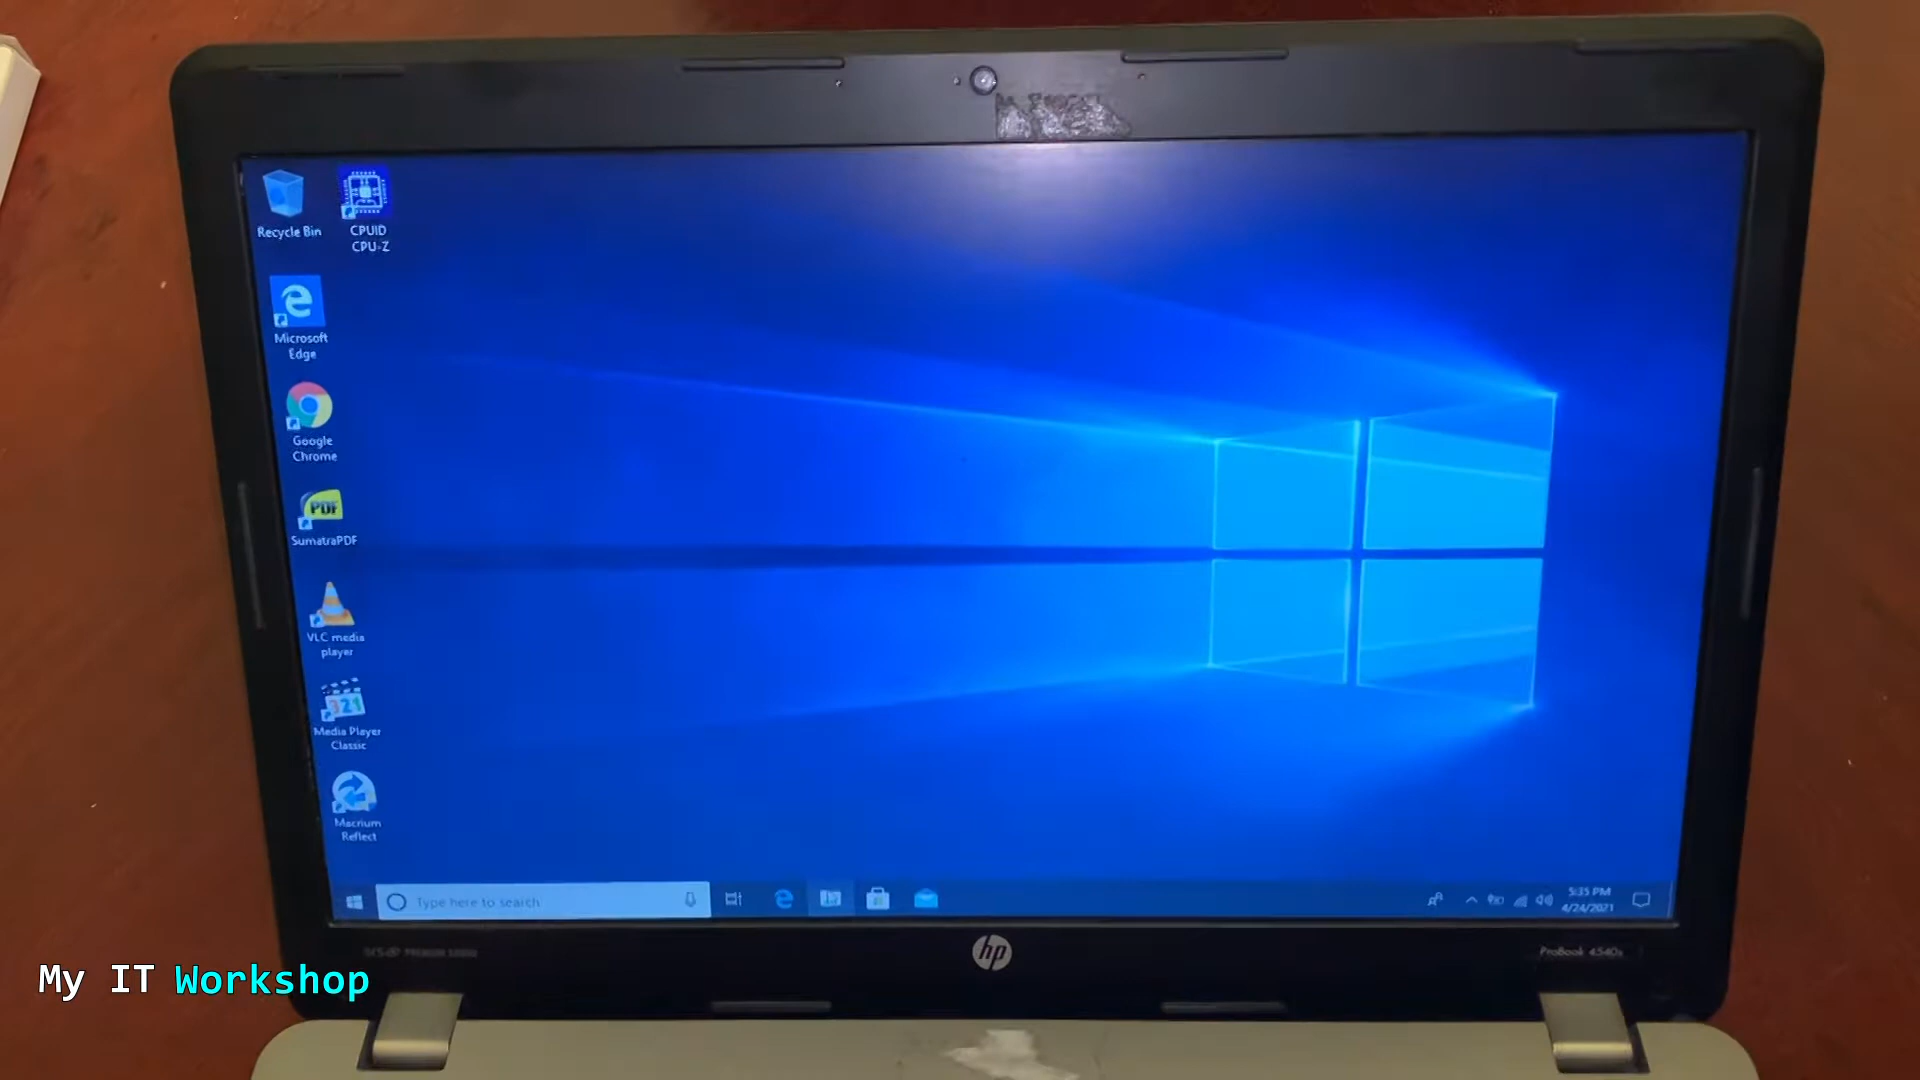 Recycle Bin
CPUID
CPU-Z
Microsoft
Edge
Google
Chrome
PDF
SumatraPDF
VLC media
player
321
Media Player
Classic
Macrium
Reflect
Type here to search
5:35 PM
4/24/2021
hp
ProBook 4540s
My IT Workshop